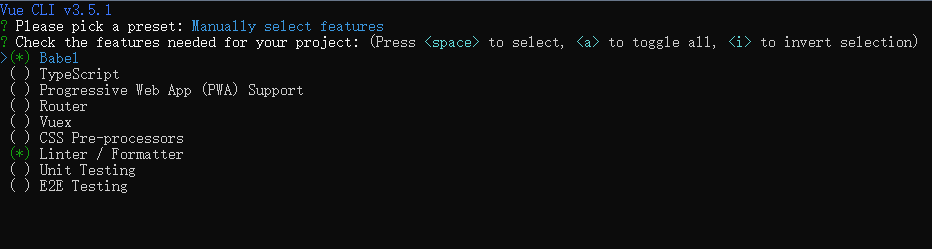 Vue CLI v3.5.1
? Please pick a preset: Manually select features
? Check the features needed for your project: (Press <space> to select, <a> to toggle all, <i> to invert selection)
>(*) Babel
( ) TypeScript
( ) Progressive Web App (PWA) Support
( ) Router
( ) Vuex
( ) CSS Pre-processors
(*) Linter / Formatter
( ) Unit Testing
( ) E2E Testing